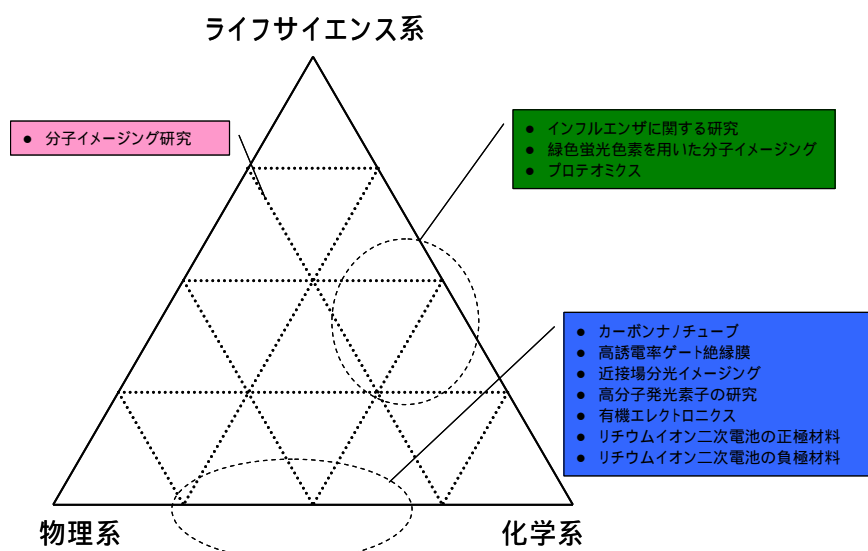 ライフサイエンス系
● 分子イメージング研究
● インフルエンザに関する研究
● 緑色蛍光色素を用いた分子イメージング
● プロテオミクス
● カーボンナノチューブ
● 高誘電率ゲート絶縁膜
● 近接場分光イメージング
● 高分子発光素子の研究
● 有機エレクトロニクス
● リチウムイオン二次電池の正極材料
● リチウムイオン二次電池の負極材料
物理系
化学系